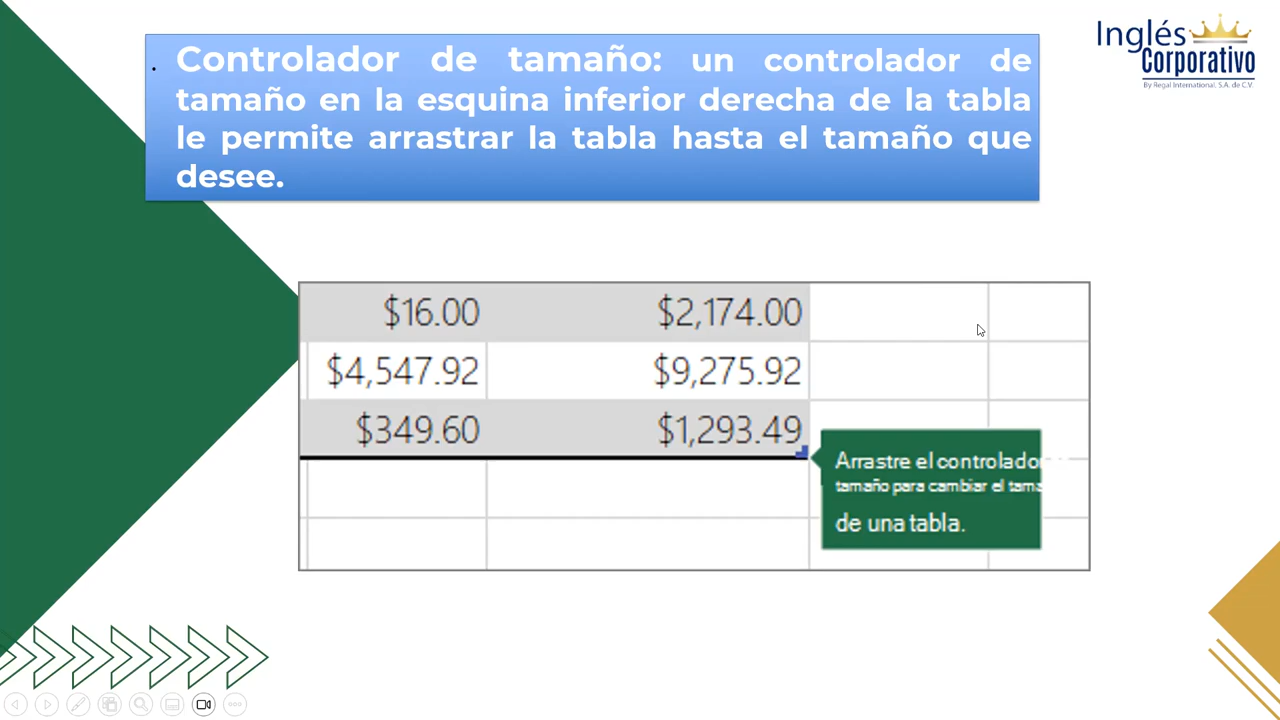 Inglés
Corporativo
By Regal International, S.A. de C.V.
. Controlador de tamaño: un controlador de
tamaño en la esquina inferior derecha de la tabla
le permite arrastrar la tabla hasta el tamaño que
desee.
$16.00 $2,174.00
$4,547.92 $9,275.92
$349.60 $1,293.49
Arrastre el controlado
tamaño para cambiar el tama
de una tabla.